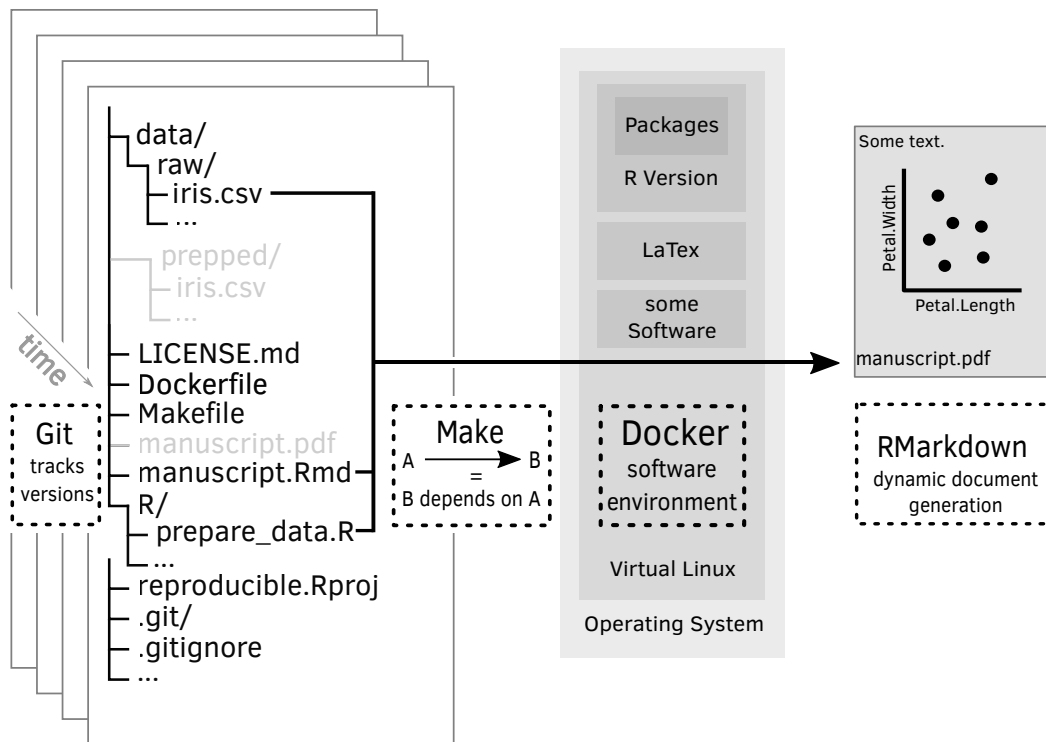 data/
raw/
iris.csv
...
prepped/
iris.csv
...
LICENSE.md
Dockerfile
Makefile
manuscript.pdf
manuscript.Rmd
R/
prepare_data.R
...
reproducible.Rproj
.git/
.gitignore
...
time
Git
tracks
versions
Make
A B
=
B depends on A
Packages
R Version
LaTex
some
Software
Docker
software
environment
Virtual Linux
Operating System
Some text.
Petal.Width
Petal.Length
manuscript.pdf
RMarkdown
dynamic document
generation